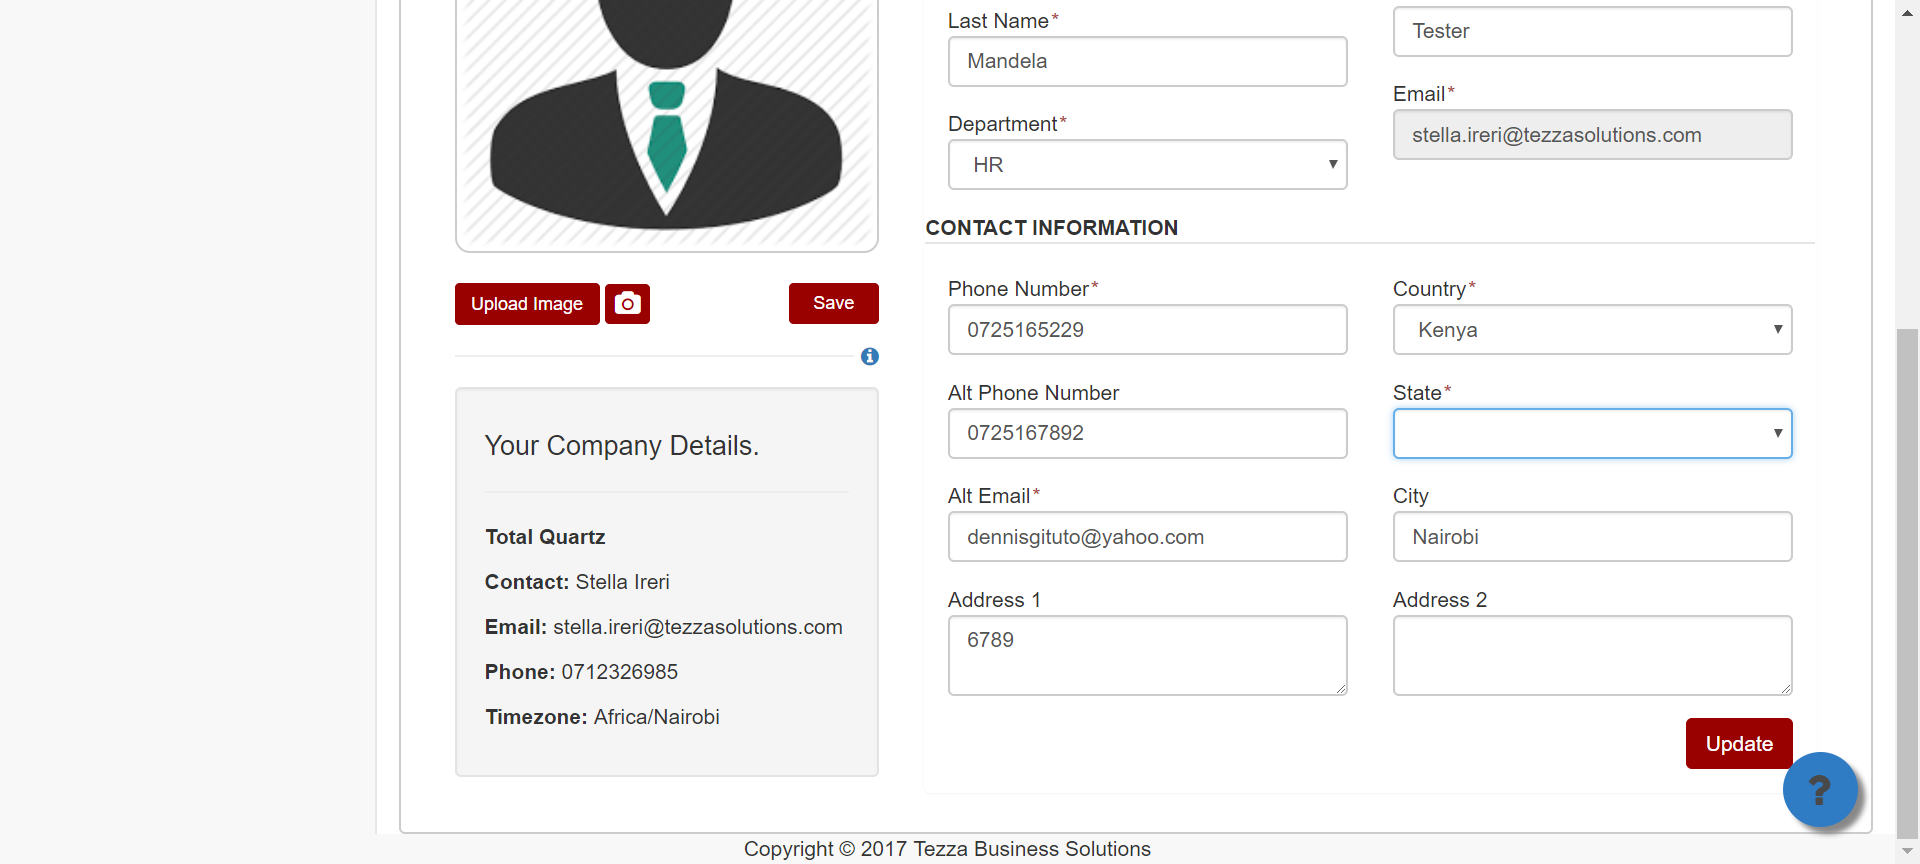 Last Name*
Mandela
Tester
Department*
HR
Email*
stella.ireri@tezzasolutions.com
CONTACT INFORMATION
Phone Number*
0725165229
Country*
Kenya
Alt Phone Number
0725167892
State*
Alt Email*
dennisgituto@yahoo.com
City
Nairobi
Address 1
6789
Address 2
Update
Upload Image
Save
Your Company Details.
Total Quartz
Contact: Stella Ireri
Email: stella.ireri@tezzasolutions.com
Phone: 0712326985
Timezone: Africa/Nairobi
?
Copyright © 2017 Tezza Business Solutions